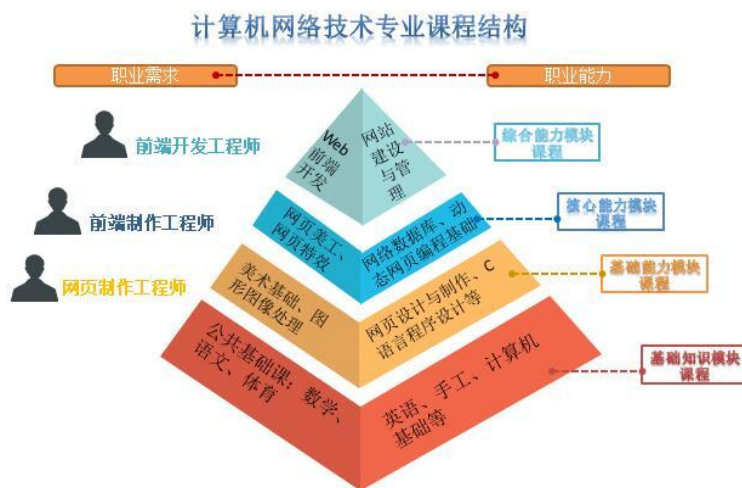 计算机网络技术专业课程结构
职业需求
职业能力
前端开发工程师
Web
前端
开发
网站
建设
与管
理
综合能力模块
课程
前端制作工程师
网页美工、
网页特效
网络数据库、动
态网页编程基础
核心能力模块
课程
网页制作工程师
美术基础、图
形图像处理
网页设计与制作、C
语言程序设计等
基础能力模块
课程
公共基础课：数学、
语文、体育
英语、手工、计算机
基础等
基础知识模块
课程